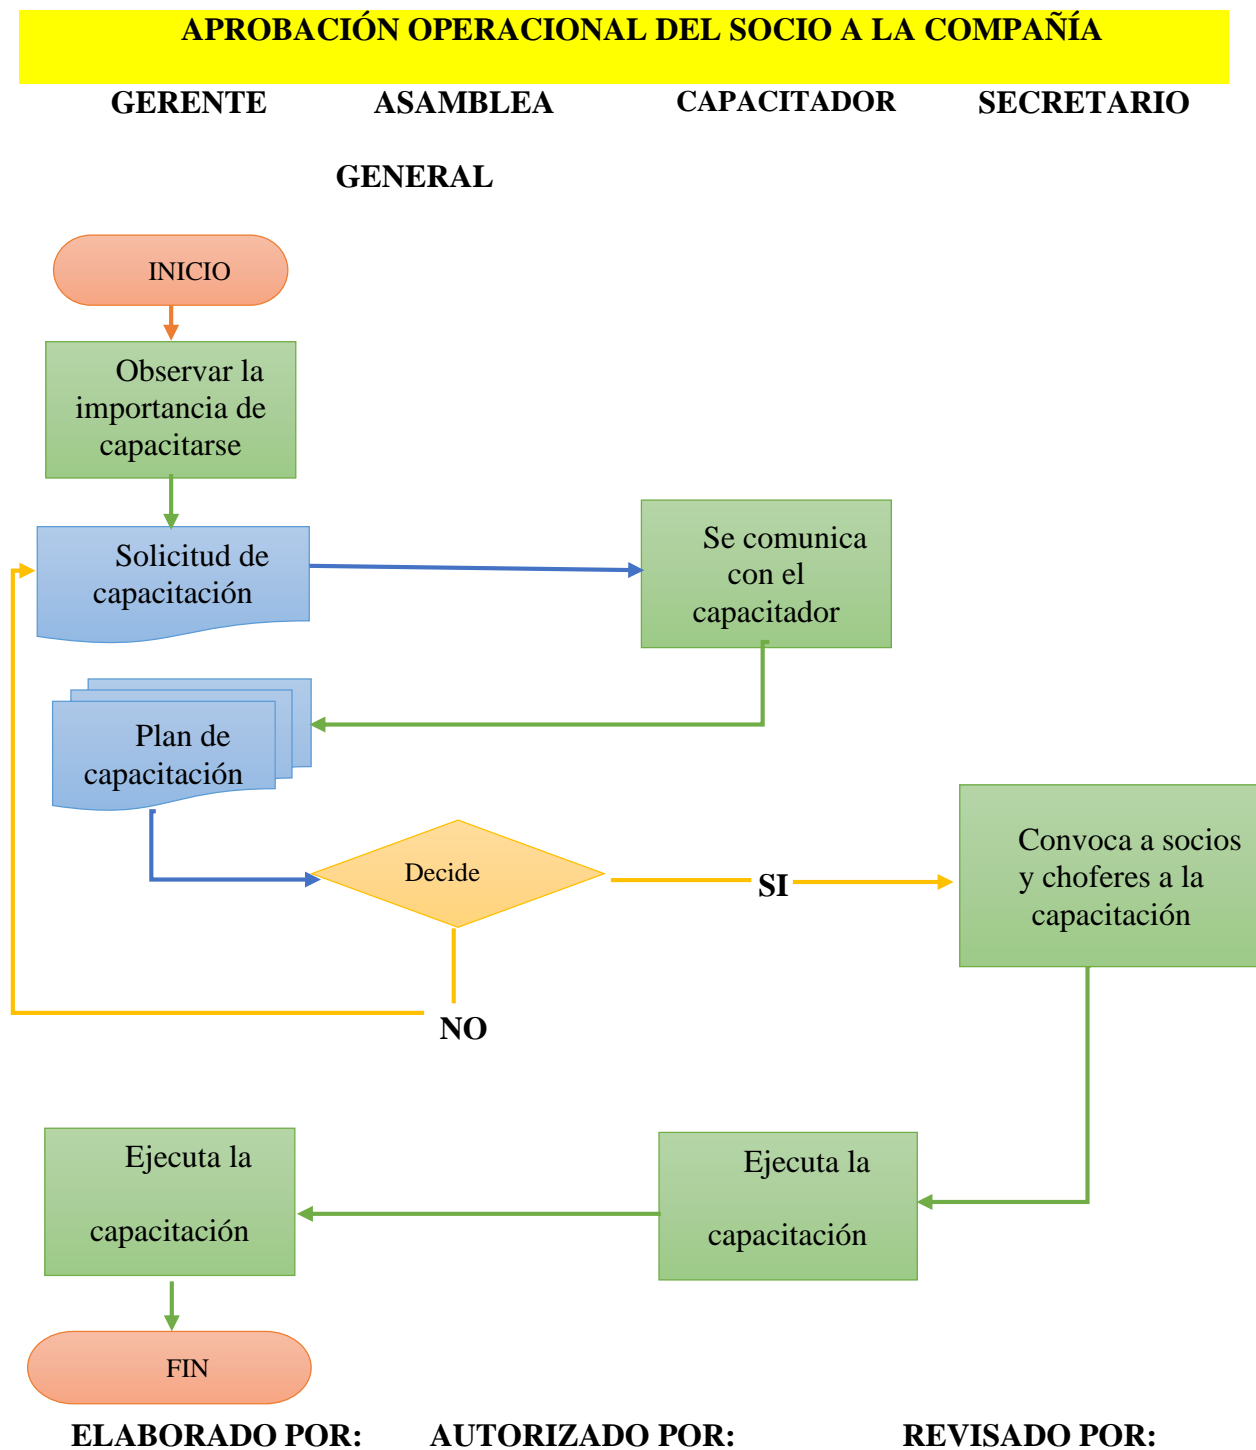 APROBACIÓN OPERACIONAL DEL SOCIO A LA COMPAÑÍA
GERENTE
ASAMBLEA
GENERAL
CAPACITADOR
SECRETARIO
INICIO
Observar la
importancia de
capacitarse
Solicitud de
capacitación
Se comunica
con el
capacitador
Plan de
capacitación
Decide
SI
Convoca a socios
y choferes a la
capacitación
NO
Ejecuta la
capacitación
Ejecuta la
capacitación
FIN
ELABORADO POR:
AUTORIZADO POR:
REVISADO POR: